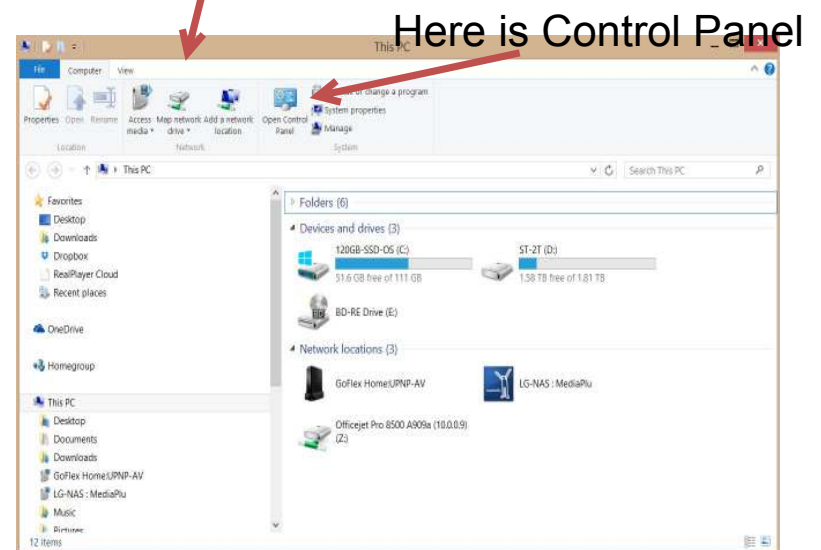 Here is Control Panel
This PC
File Computer View
Properties Open Rename Access media Map network drive Add a network location Open Control Panel
change a program
System properties
Manage
Location Network System
This PC Search This PC
Favorites
Desktop
Downloads
Dropbox
RealPlayer Cloud
Recent places
OneDrive
Homegroup
This PC
Desktop
Documents
Downloads
GoFlex Home:UPNP-AV
LG-NAS : MediaPlu
Music
Pictures
12 items
Folders (6)
Devices and drives (3)
120GB-SSD-OS (C:) ST-2T (D:)
51.6 GB free of 111 GB 1.58 TB free of 1.81 TB
BD-RE Drive (E:)
Network locations (3)
GoFlex Home:UPNP-AV LG-NAS : MediaPlu
Officejet Pro 8500 A909a (10.0.0.9)
(Z:)